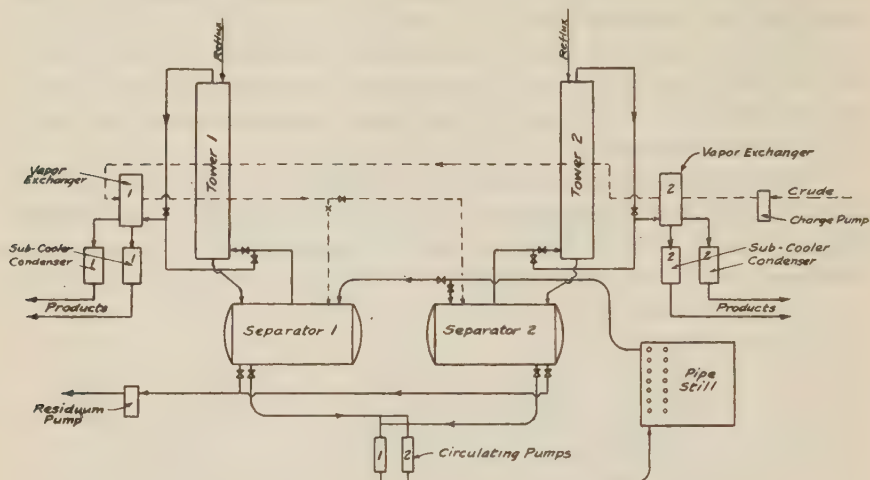 Reflux
Reflux
Tower 1
Tower 2
Vapor
Exchanger
1
Vapor Exchanger
2
Crude
Charge Pump
Sub-Cooler
Condenser
1
1
2
2
Sub-Cooler
Condenser
Products
Products
Separator 1
Separator 2
Pipe
Still
Residuum
Pump
1
2
Circulating Pumps